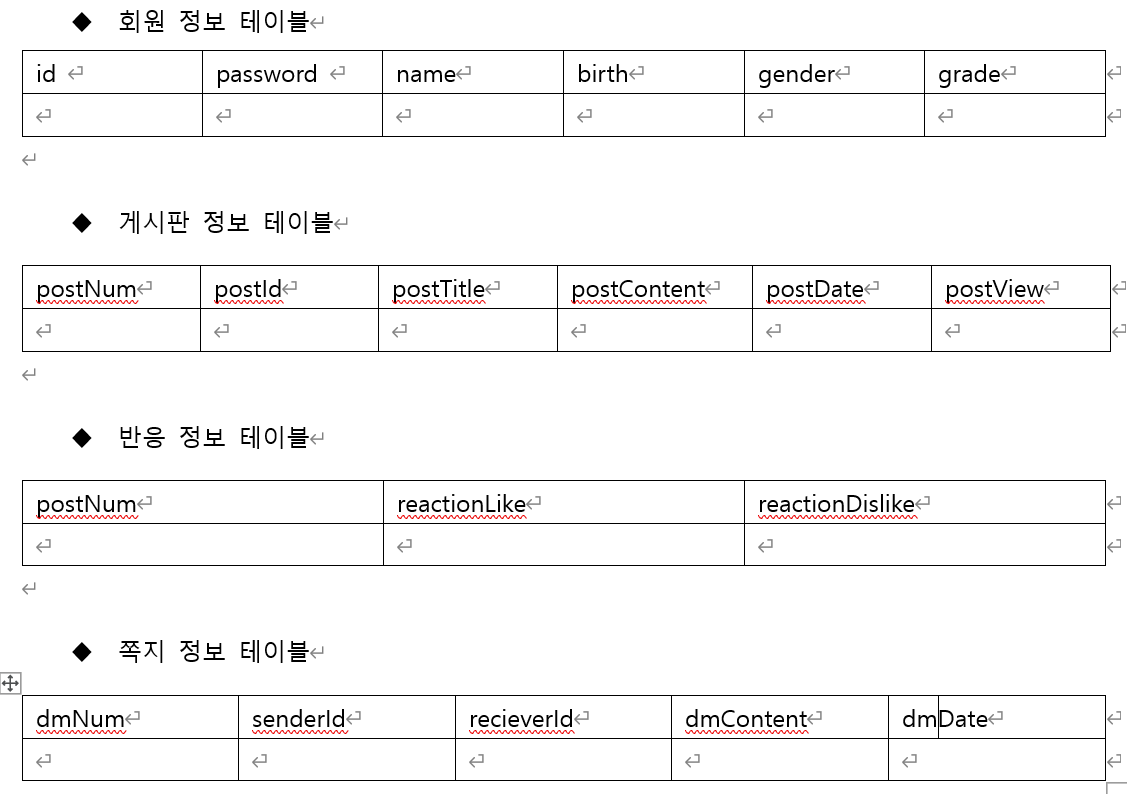 ◆ 회원 정보 테이블
id password name birth gender grade
◆ 게시판 정보 테이블
postNum postId postTitle postContent postDate postView
◆ 반응 정보 테이블
postNum reactionLike reactionDislike
◆ 쪽지 정보 테이블
dmNum senderId recieverId dmContent dmDate